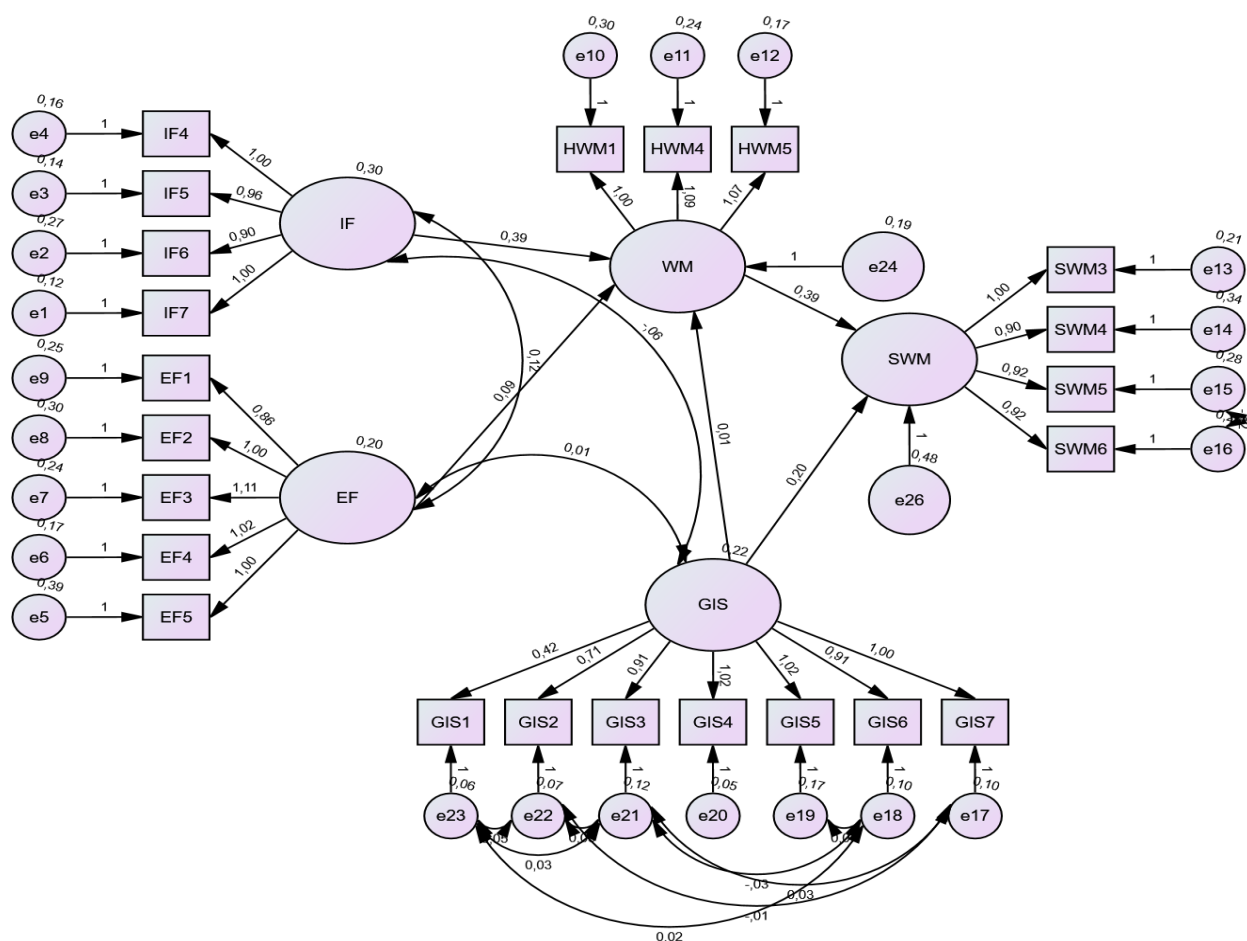 0,30 0,24 0,17
e10 e11 e12
1 1 1
HWM1 HWM4 HWM5
1,00 1,09 1,07
0,16
e4 1 IF4
0,14
e3 1 IF5
0,27
e2 1 IF6
0,12
e1 1 IF7
1,00
0,96
0,90
1,00
0,30
IF
0,39
WM
1
0,19
e24
0,39
SWM
1,00
0,90
0,92
0,92
SWM3 1 e13
0,21
SWM4 1 e14
0,34
SWM5 1 e15
0,28
SWM6 1 e16
1
0,48
e26
0,25
e9 1 EF1
0,30
e8 1 EF2
0,24
e7 1 EF3
0,17
e6 1 EF4
0,39
e5 1 EF5
0,86
1,00
1,11
1,02
1,00
0,20
EF
0,09
0,12
-,06
0,01
0,01
0,20
0,22
GIS
0,42 0,71 0,91 1,02 1,02 0,91 1,00
GIS1 GIS2 GIS3 GIS4 GIS5 GIS6 GIS7
1 1 1 1 1 1 1
0,06 0,07 0,12 0,05 0,17 0,10 0,10
e23 e22 e21 e20 e19 e18 e17
0,03
-,03
0,03
-,01
0,02